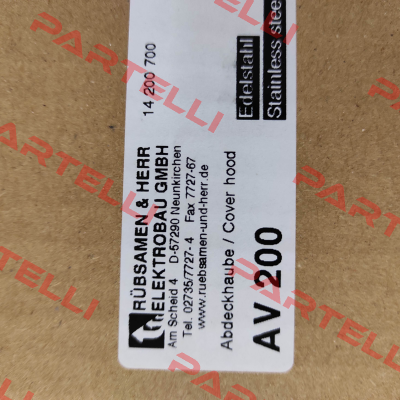 RÜBSAMEN & HERR
ELEKTROBAU GMBH
Am Scheid 4 D-57290 Neunkirchen
Tel. 02735/7727-4 Fax 7727-67
www.ruebsamen-und-herr.de
14 200 700
Abdeckhaube / Cover hood
AV 200
Edelstahl
Stainless steel
PARTELLI
PARTELLI
PARTELLI
PARTELLI
PARTELLI